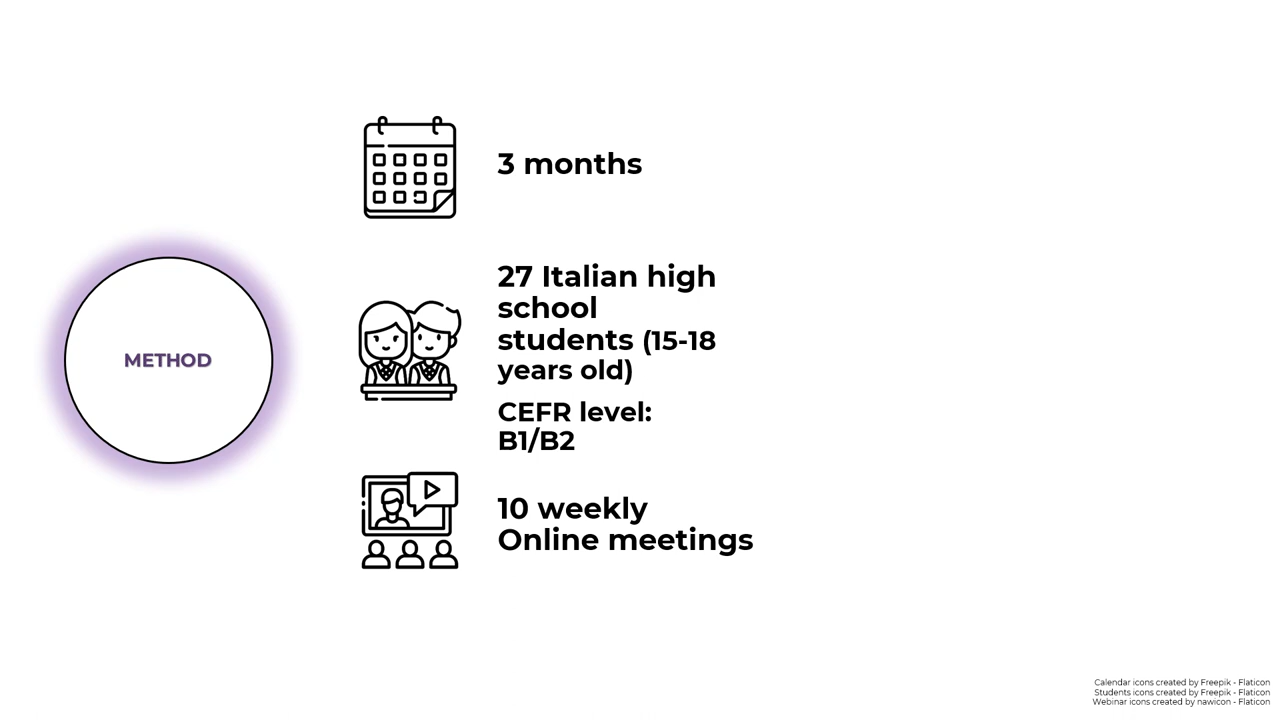 METHOD
3 months
27 Italian high
school
students (15-18
years old)
CEFR level:
B1/B2
10 weekly
Online meetings
Calendar icons created by Freepik - Flaticon
Students icons created by Freepik - Flaticon
Webinar icons created by nawicon - Flaticon